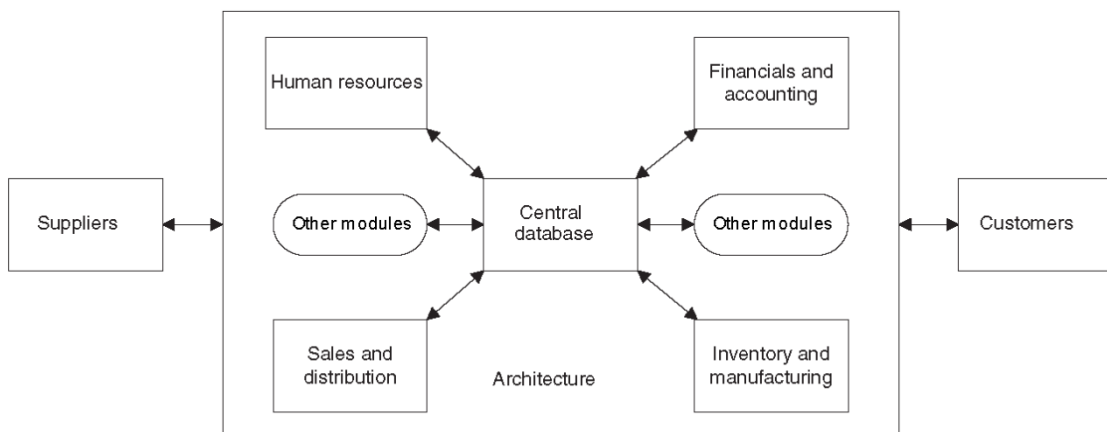 Human resources
Financials and
accounting
Suppliers
Other modules
Central
database
Other modules
Customers
Sales and
distribution
Architecture
Inventory and
manufacturing